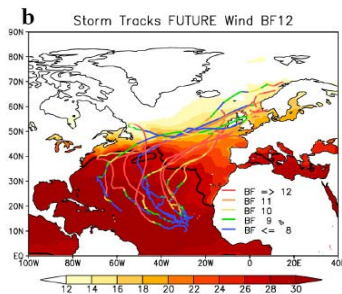 b
Storm Tracks FUTURE Wind BF12
90N
80N
70N
60N
50N
40N
30N
20N
10N
EQ
BF => 12
BF 11
BF 10
BF 9
BF <= 8
100W 80W 60W 40W 20W 0 20E 40E
12 14 16 18 20 22 24 26 28 30